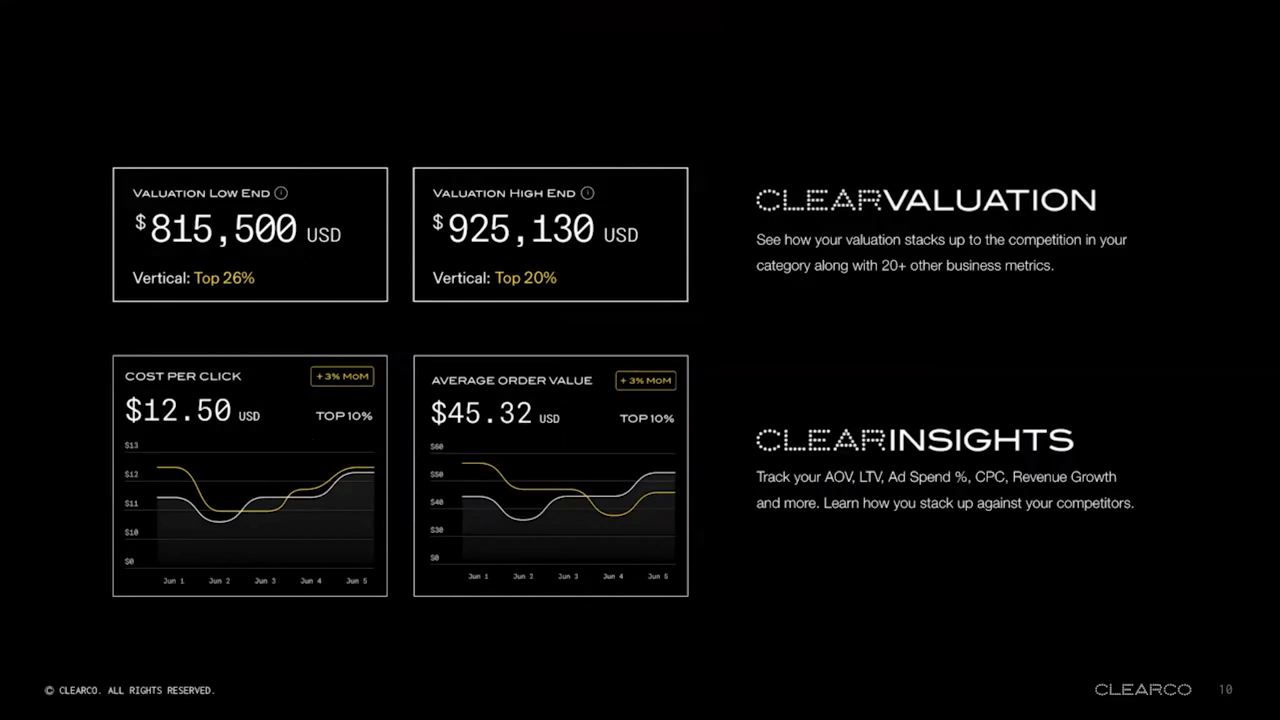 VALUATION LOW END
$815,500 USD
Vertical: Top 26%
VALUATION HIGH END
$925,130 USD
Vertical: Top 20%
CLEARVALUATION
See how your valuation stacks up to the competition in your
category along with 20+ other business metrics.
COST PER CLICK
+ 3% MOM
$12.50 USD
TOP 10%
$13
$12
$11
$10
$0
Jun 1
Jun 2
Jun 3
Jun 4
Jun 5
AVERAGE ORDER VALUE
+ 3% MOM
$45.32 USD
TOP 10%
$60
$50
$40
$30
$0
Jun 1
Jun 2
Jun 3
Jun 4
Jun 5
CLEARINSIGHTS
Track your AOV, LTV, Ad Spend %, CPC, Revenue Growth
and more. Learn how you stack up against your competitors.
© CLEARCO. ALL RIGHTS RESERVED.
CLEARCO
10